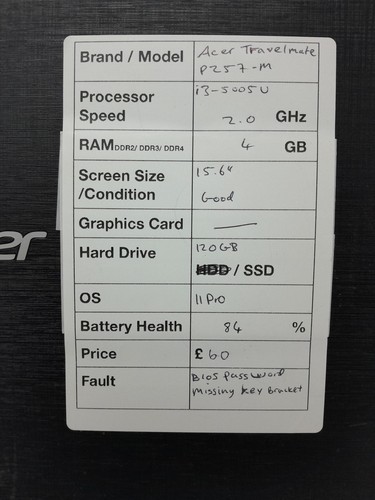 Brand / Model Acer Travelmate
P257-M
Processor i3-5005U
Speed 2.0 GHz
RAM DDR2/ DDR3/ DDR4 4 GB
Screen Size 15.6"
/Condition Good
Graphics Card —
Hard Drive 120GB
HDD / SSD
er
OS 11 Pro
Battery Health 84 %
Price £60
Fault Bios Password
Missing key Bracket